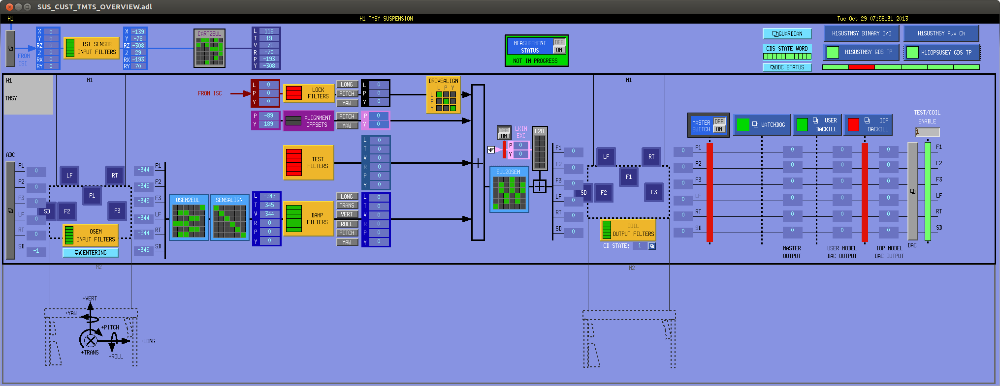 SUS_CUST_TMTS_OVERVIEW.adl
H1
H1 TMSY SUSPENSION
Tue Oct 29 07:56:31 2013
FROM
ISI
X 0
Y 0
RZ 0
Z 0
RX 0
RY 0
ISI SENSOR
INPUT FILTERS
X -139
Y -78
RZ -308
Z 29
RX -193
RY 70
CART2EUL
L 118
T 19
V -78
R -70
P -193
Y -308
MEASUREMENT
STATUS
OFF
ON
NOT IN PROGRESS
GUARDIAN
CDS STATE WORD
ODC STATUS
H1SUSTMSY BINARY I/O
H1SUSTMSY Aux Ch
H1SUSTMSY GDS TP
H1IOPSUSEY GDS TP
H1
TMSY
M1
FROM ISC
L 0
P 0
Y 0
LOCK
FILTERS
LONG
PITCH
YAW
L 0
P 0
Y 0
DRIVEALIGN
L P Y
L
P
Y
P -89
Y 189
ALIGNMENT
OFFSETS
PITCH
YAW
P 0
Y 0
TEST
FILTERS
L 0
T 0
V 0
R 0
P 0
Y 0
ADC
F1 0
F2 0
F3 0
LF 0
RT 0
SD -1
LF
RT
F1
SD
F2
F3
OSEM
INPUT FILTERS
CENTERING
-344 F1
-345 F2
-345 F3
-344 LF
-344 RT
-345 SD
OSEM2EUL
SENSALIGN
L -345
T 345
V 344
R 0
P 0
Y 0
DAMP
FILTERS
LONG
TRANS
VERT
ROLL
PITCH
YAW
L 0
T 0
V 0
R 0
P 0
Y 0
OFF
ON
LKIN
EXC
P 0
Y 0
L2O
EUL2OSEM
F1 0
F2 0
F3 0
LF 0
RT 0
SD 0
M1
LF
RT
F1
SD
F2
F3
COIL
OUTPUT FILTERS
CD STATE: 1
MASTER
SWITCH
OFF
ON
WATCHDOG
USER
DACKILL
IOP
DACKILL
TEST/COIL
ENABLE
1
0 F1 0 0 0 F1
0 F2 0 0 0 F2
0 F3 0 0 0 F3
0 LF 0 0 0 LF
0 RT 0 0 0 RT
0 SD 0 0 0 SD
MASTER
OUTPUT
USER MODEL
DAC OUTPUT
IOP MODEL
DAC OUTPUT
DAC
M2
M2
+VERT
+YAW
+PITCH
+LONG
+TRANS
+ROLL